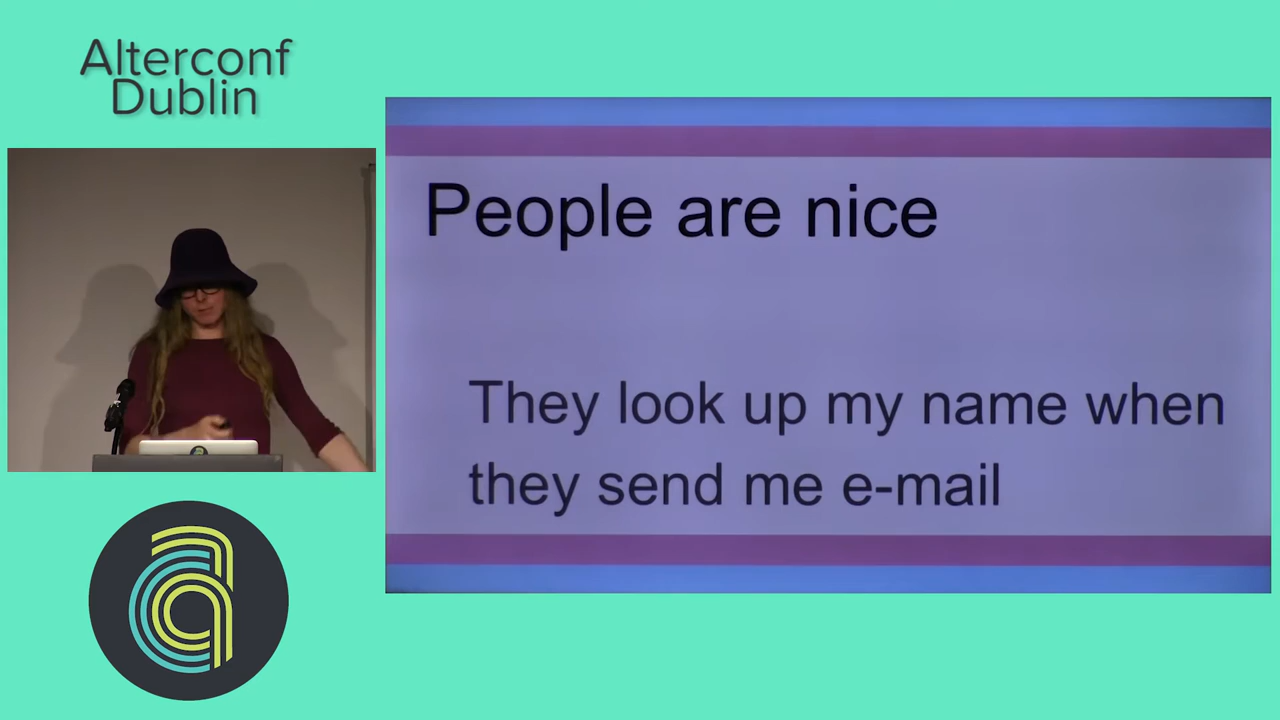 Alterconf
Dublin
People are nice
They look up my name when
they send me e-mail